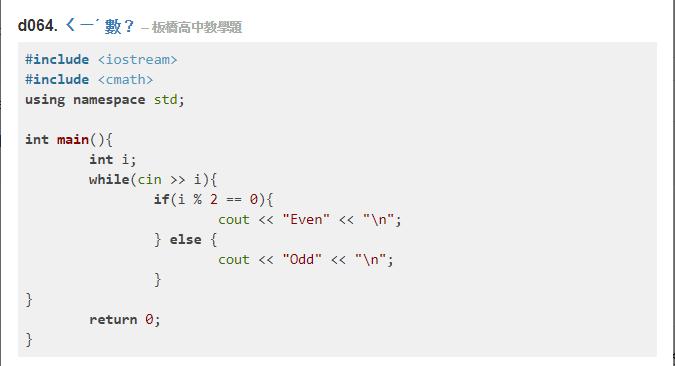 d064. ㄑㄧˊ 數？ – 板橋高中教學題
#include <iostream>
#include <cmath>
using namespace std;
int main(){
int i;
while(cin >> i){
if(i % 2 == 0){
cout << "Even" << "\n";
} else {
cout << "Odd" << "\n";
}
}
return 0;
}